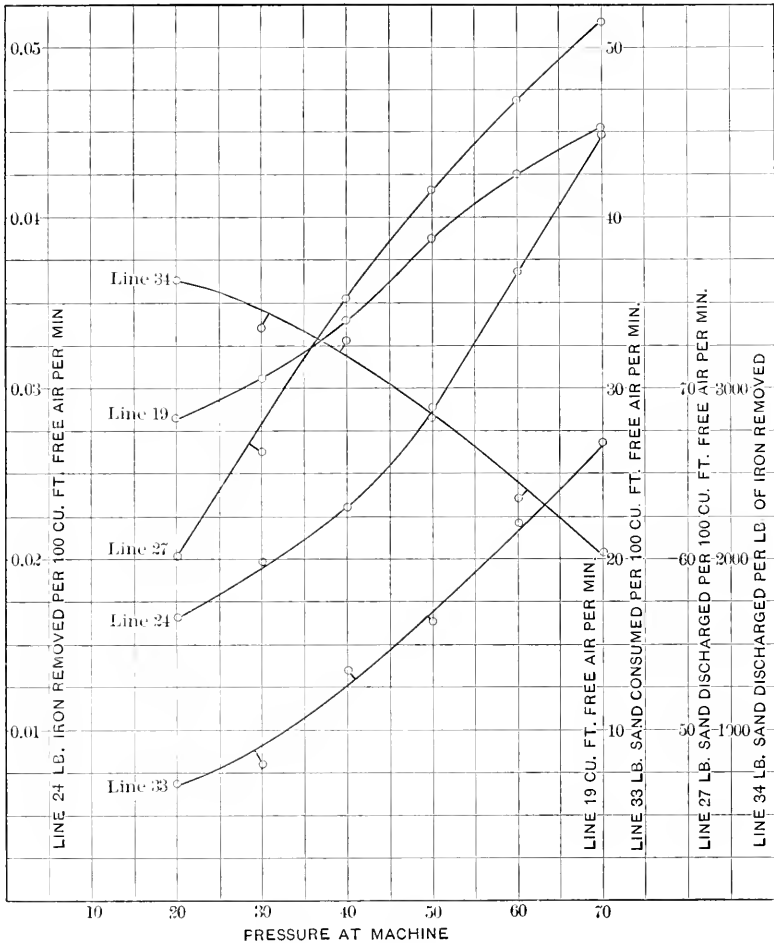 0.05
50
0.01
40
Line 34
Line 19
0.03
30
70
3000
Line 27
0.02
20
60
2000
Line 24
0.01
10
50
1000
Line 33
LINE 24 LB. IRON REMOVED PER 100 CU. FT. FREE AIR PER MIN.
LINE 19 CU. FT. FREE AIR PER MIN.
LINE 33 LB. SAND CONSUMED PER 100 CU. FT. FREE AIR PER MIN.
LINE 27 LB. SAND DISCHARGED PER 100 CU. FT. FREE AIR PER MIN.
LINE 34 LB. SAND DISCHARGED PER LB OF IRON REMOVED
10 20 30 40 50 60 70
PRESSURE AT MACHINE